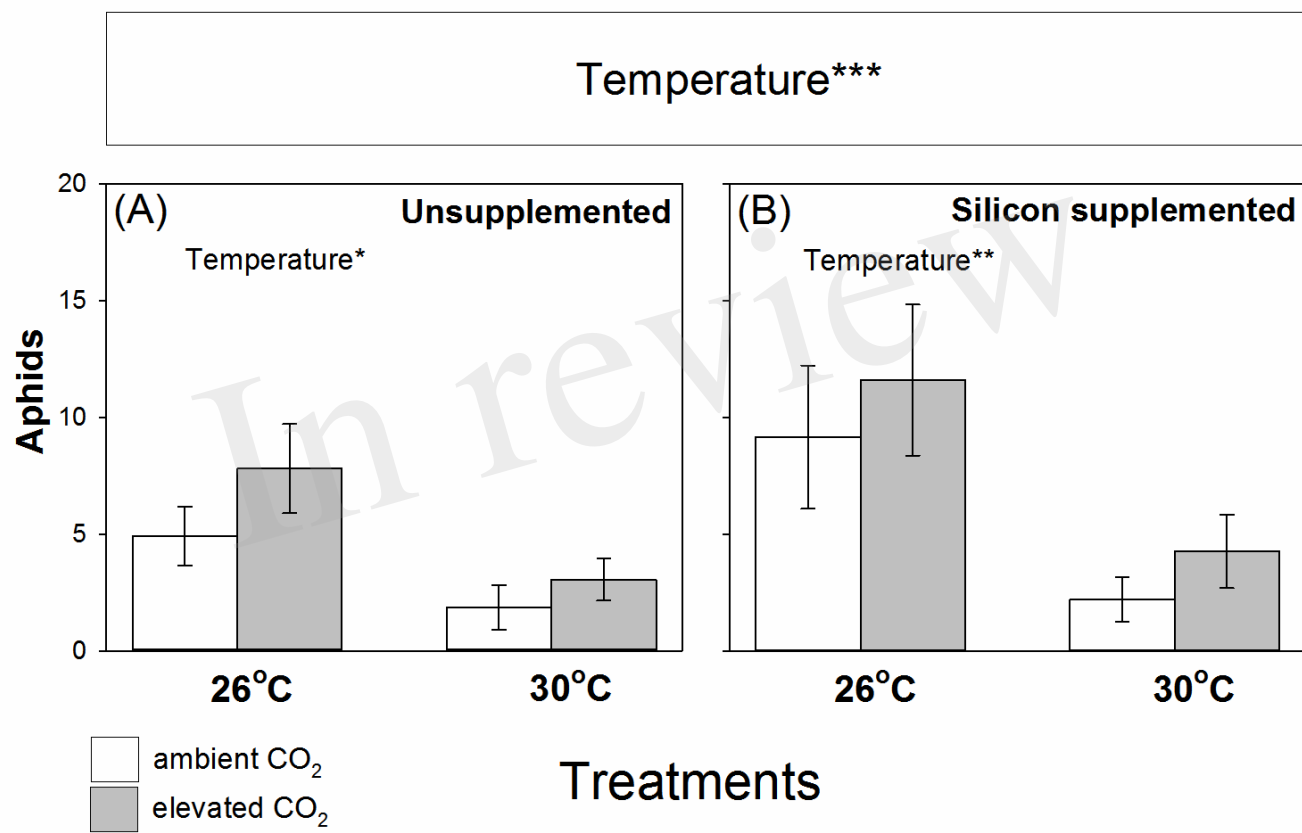 Temperature***
(A)
Unsupplemented
Temperature*
(B)
Silicon supplemented
Temperature**
In review
Aphids
20
15
10
5
0
26°C
30°C
26°C
30°C
ambient CO₂
elevated CO₂
Treatments